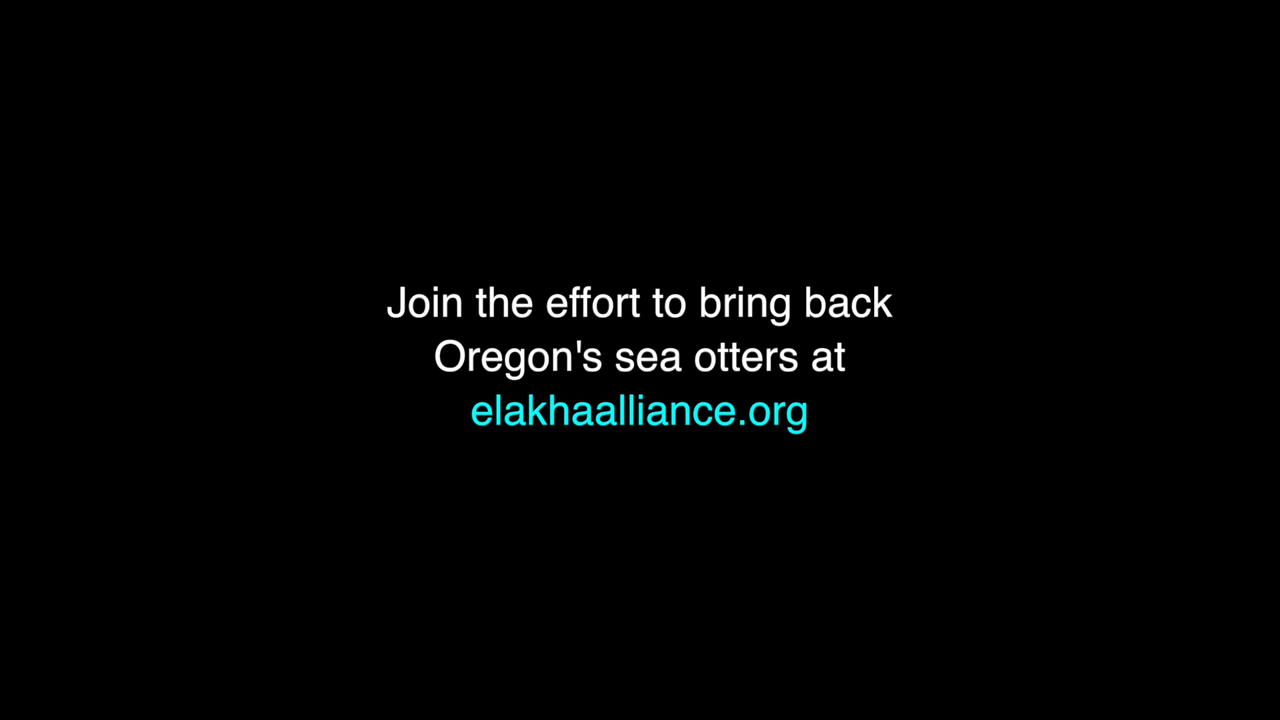 Join the effort to bring back
Oregon's sea otters at
elakhaalliance.org